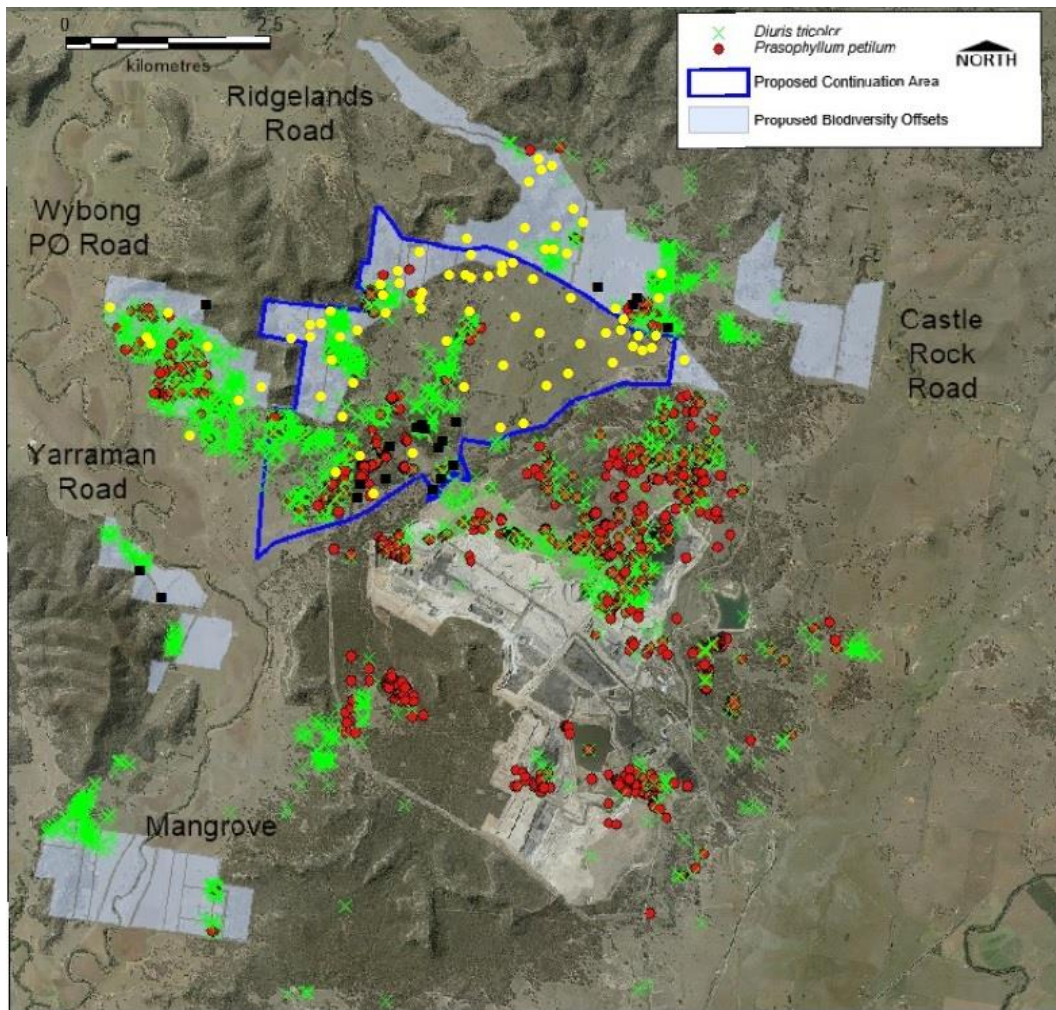 0 2.5
kilometres
Diuris tricolor
Prasophyllum petilum
NORTH
Proposed Continuation Area
Proposed Biodiversity Offsets
Ridgelands
Road
Wybong
PO Road
Castle
Rock
Road
Yarraman
Road
Mangrove